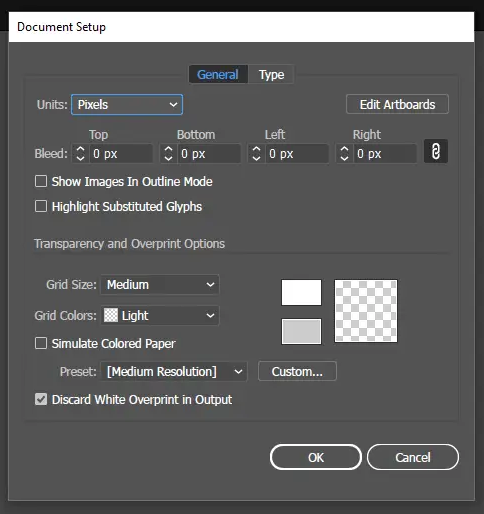 Document Setup
General Type
Units: Pixels Edit Artboards
Top Bottom Left Right
Bleed: 0 px 0 px 0 px 0 px
Show Images In Outline Mode
Highlight Substituted Glyphs
Transparency and Overprint Options
Grid Size: Medium
Grid Colors: Light
Simulate Colored Paper
Preset: [Medium Resolution] Custom...
Discard White Overprint in Output
OK Cancel